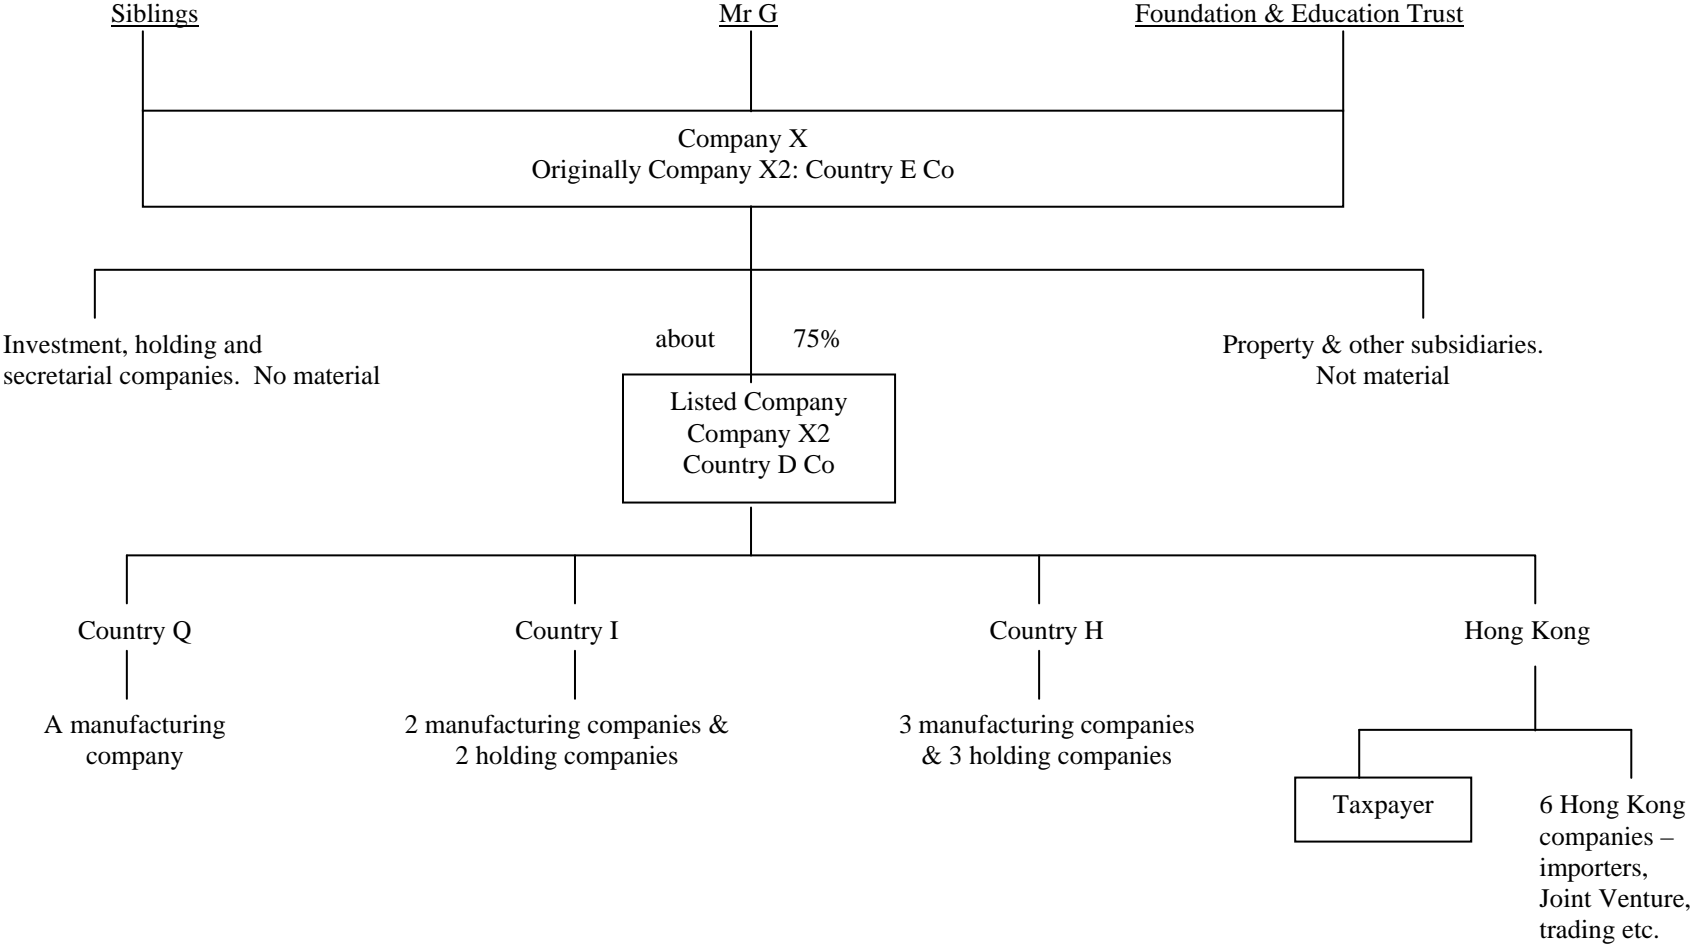 Siblings
Mr G
Foundation & Education Trust
Company X
Originally Company X2: Country E Co
Investment, holding and
secretarial companies.  No material
about
75%
Property & other subsidiaries.
Not material
Listed Company
Company X2
Country D Co
Country Q
Country I
Country H
Hong Kong
A manufacturing
company
2 manufacturing companies &
2 holding companies
3 manufacturing companies
& 3 holding companies
Taxpayer
6 Hong Kong
companies –
importers,
Joint Venture,
trading etc.